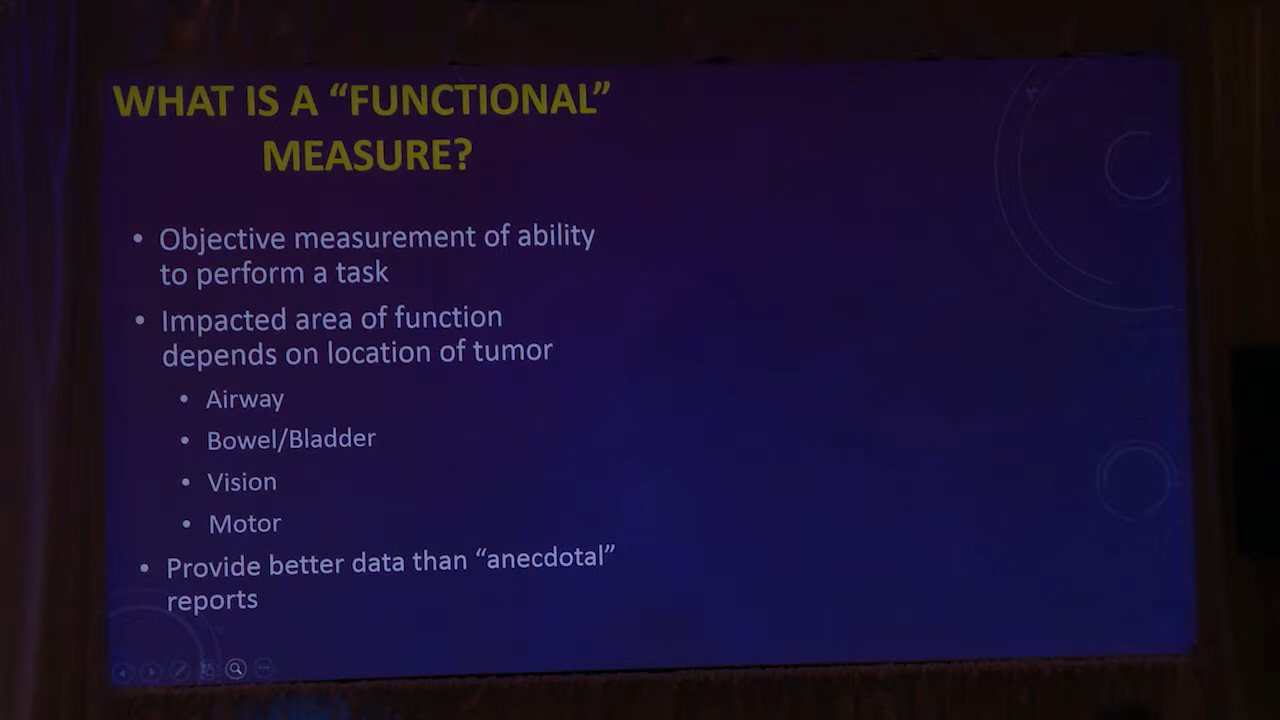 WHAT IS A “FUNCTIONAL”
MEASURE?
• Objective measurement of ability
to perform a task
• Impacted area of function
depends on location of tumor
• Airway
• Bowel/Bladder
• Vision
• Motor
• Provide better data than “anecdotal”
reports